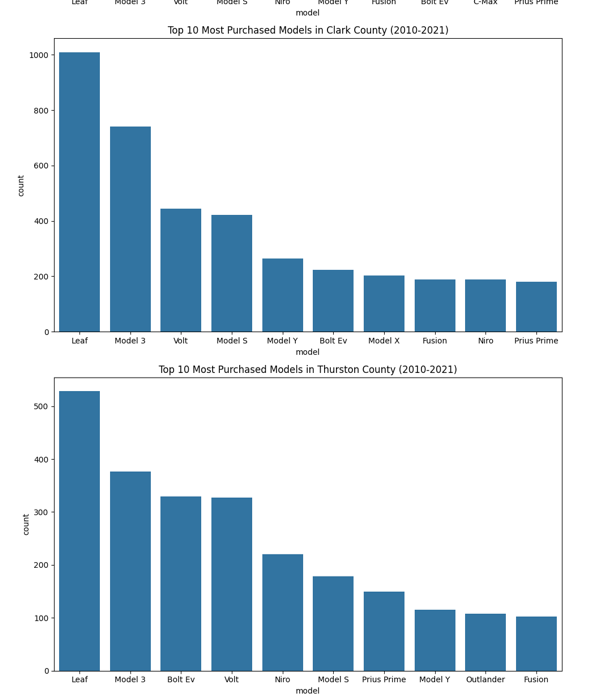 Leaf Model 3 Volt Model S Niro Model Y Fusion Bolt Ev C-Max Prius Prime
model
Top 10 Most Purchased Models in Clark County (2010-2021)
1000
800
600
400
200
0
count
Leaf Model 3 Volt Model S Model Y Bolt Ev Model X Fusion Niro Prius Prime
model
Top 10 Most Purchased Models in Thurston County (2010-2021)
500
400
300
200
100
0
count
Leaf Model 3 Bolt Ev Volt Niro Model S Prius Prime Model Y Outlander Fusion
model